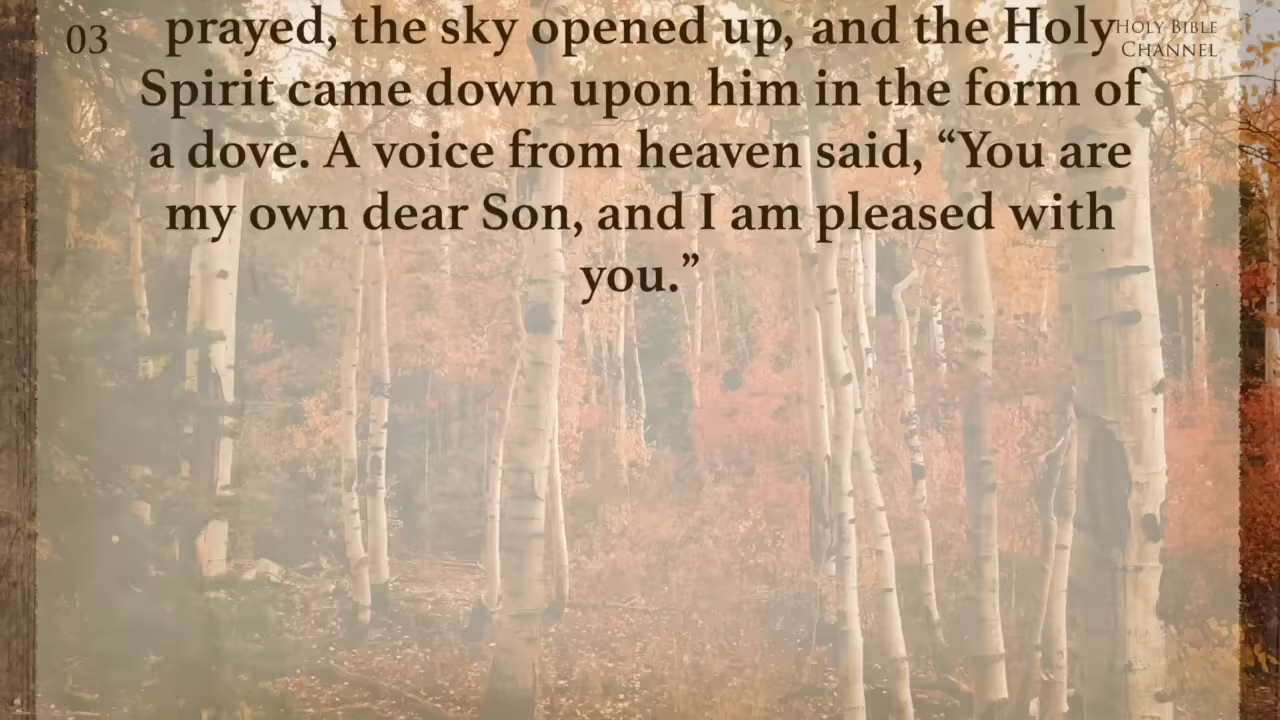 03
prayed, the sky opened up, and the Holy
HOLY BIBLE
CHANNEL
Spirit came down upon him in the form of
a dove. A voice from heaven said, “You are
my own dear Son, and I am pleased with
you.”